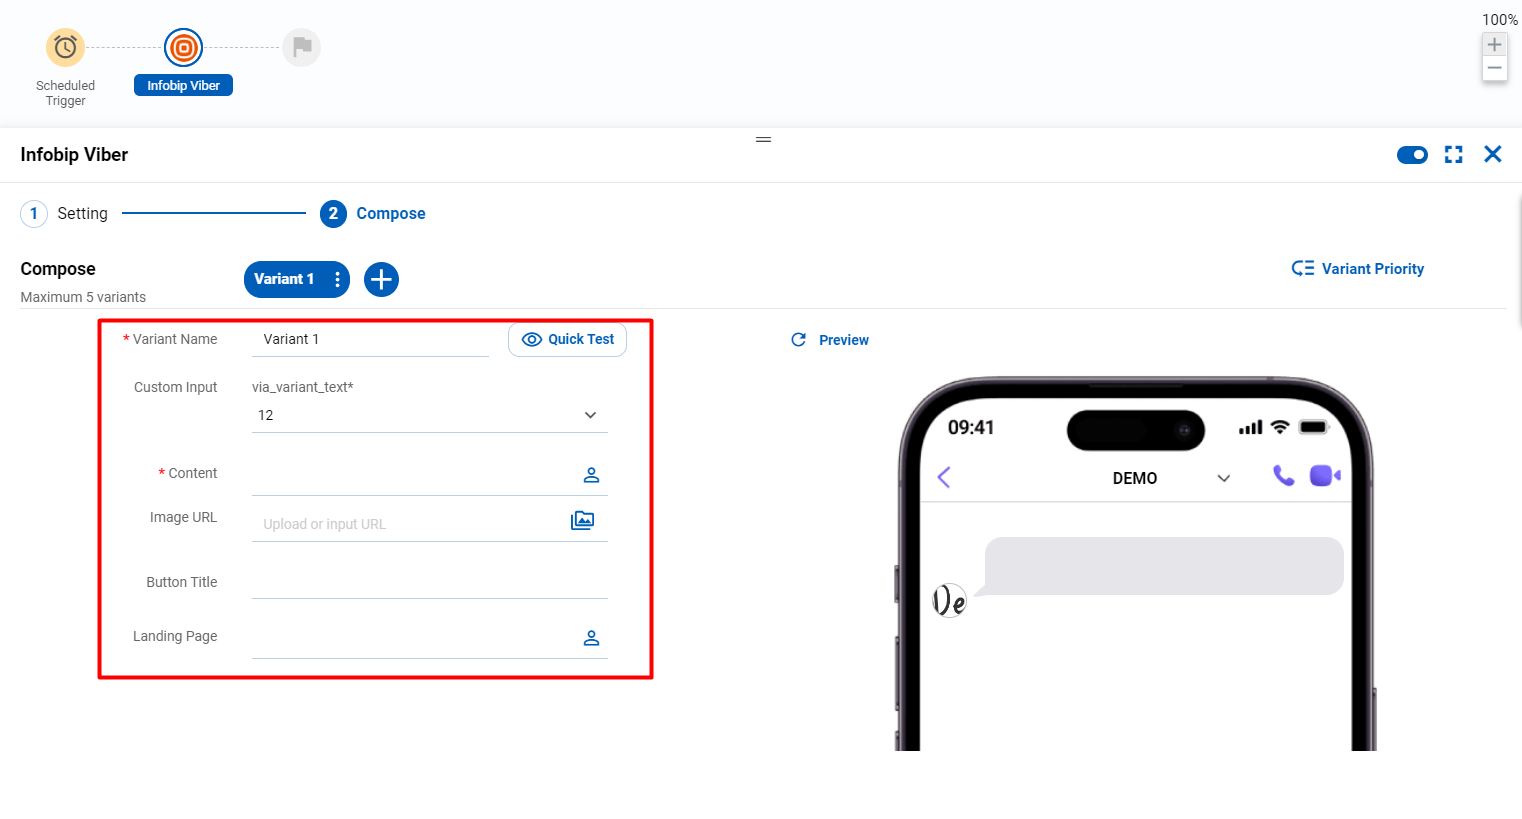 100%
Scheduled
Trigger
Infobip Viber
Infobip Viber
1 Setting
2 Compose
Compose
Maximum 5 variants
Variant 1
Variant Priority
* Variant Name
Variant 1
Quick Test
Preview
Custom Input
via_variant_text*
12
* Content
Image URL
Upload or input URL
Button Title
Landing Page
09:41
DEMO
De